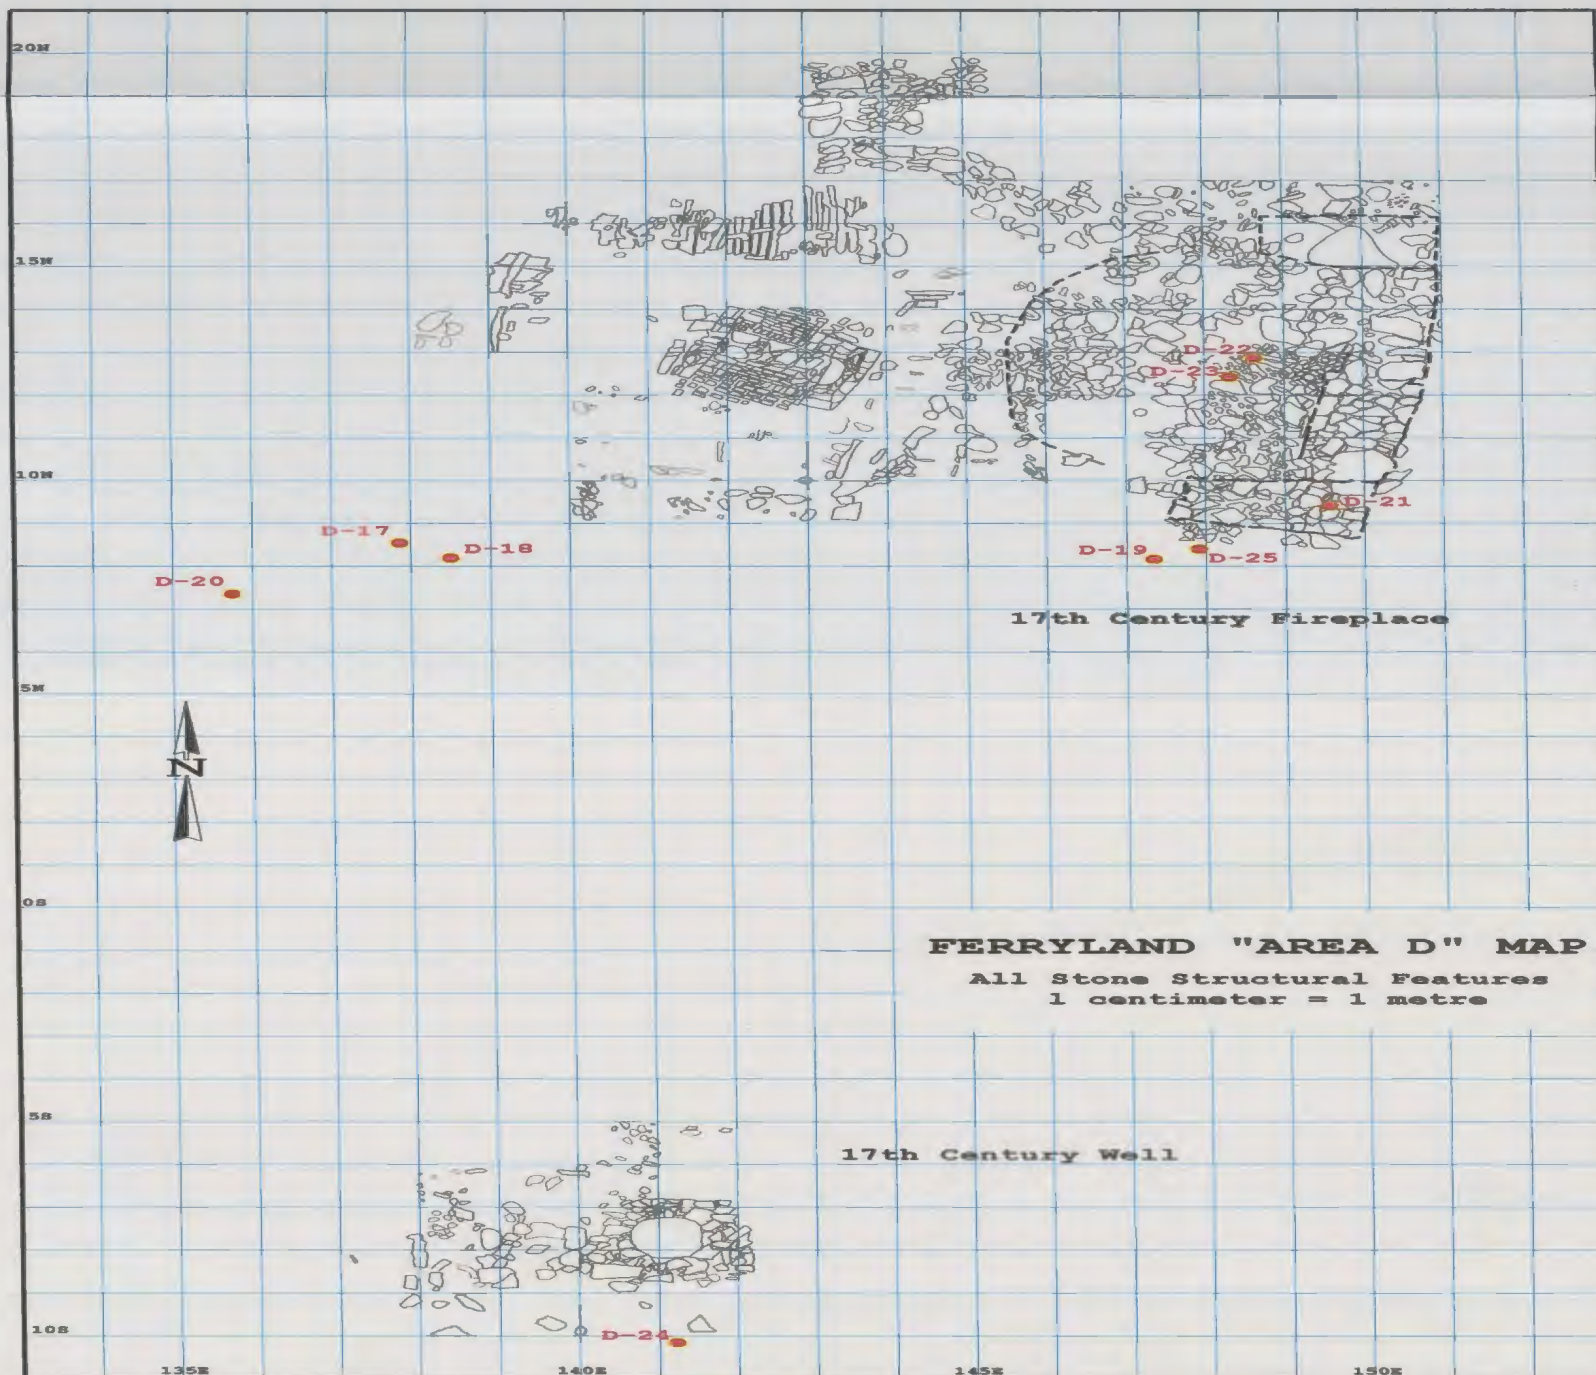 20N
15N
D-22
D-23
10N
D-21
D-17
D-18
D-19
D-25
D-20
17th Century Fireplace
5N
N
0S
FERRYLAND "AREA D" MAP
All Stone Structural Features
1 centimeter = 1 metre
5S
17th Century Well
10S
D-24
135E
140E
145E
150E